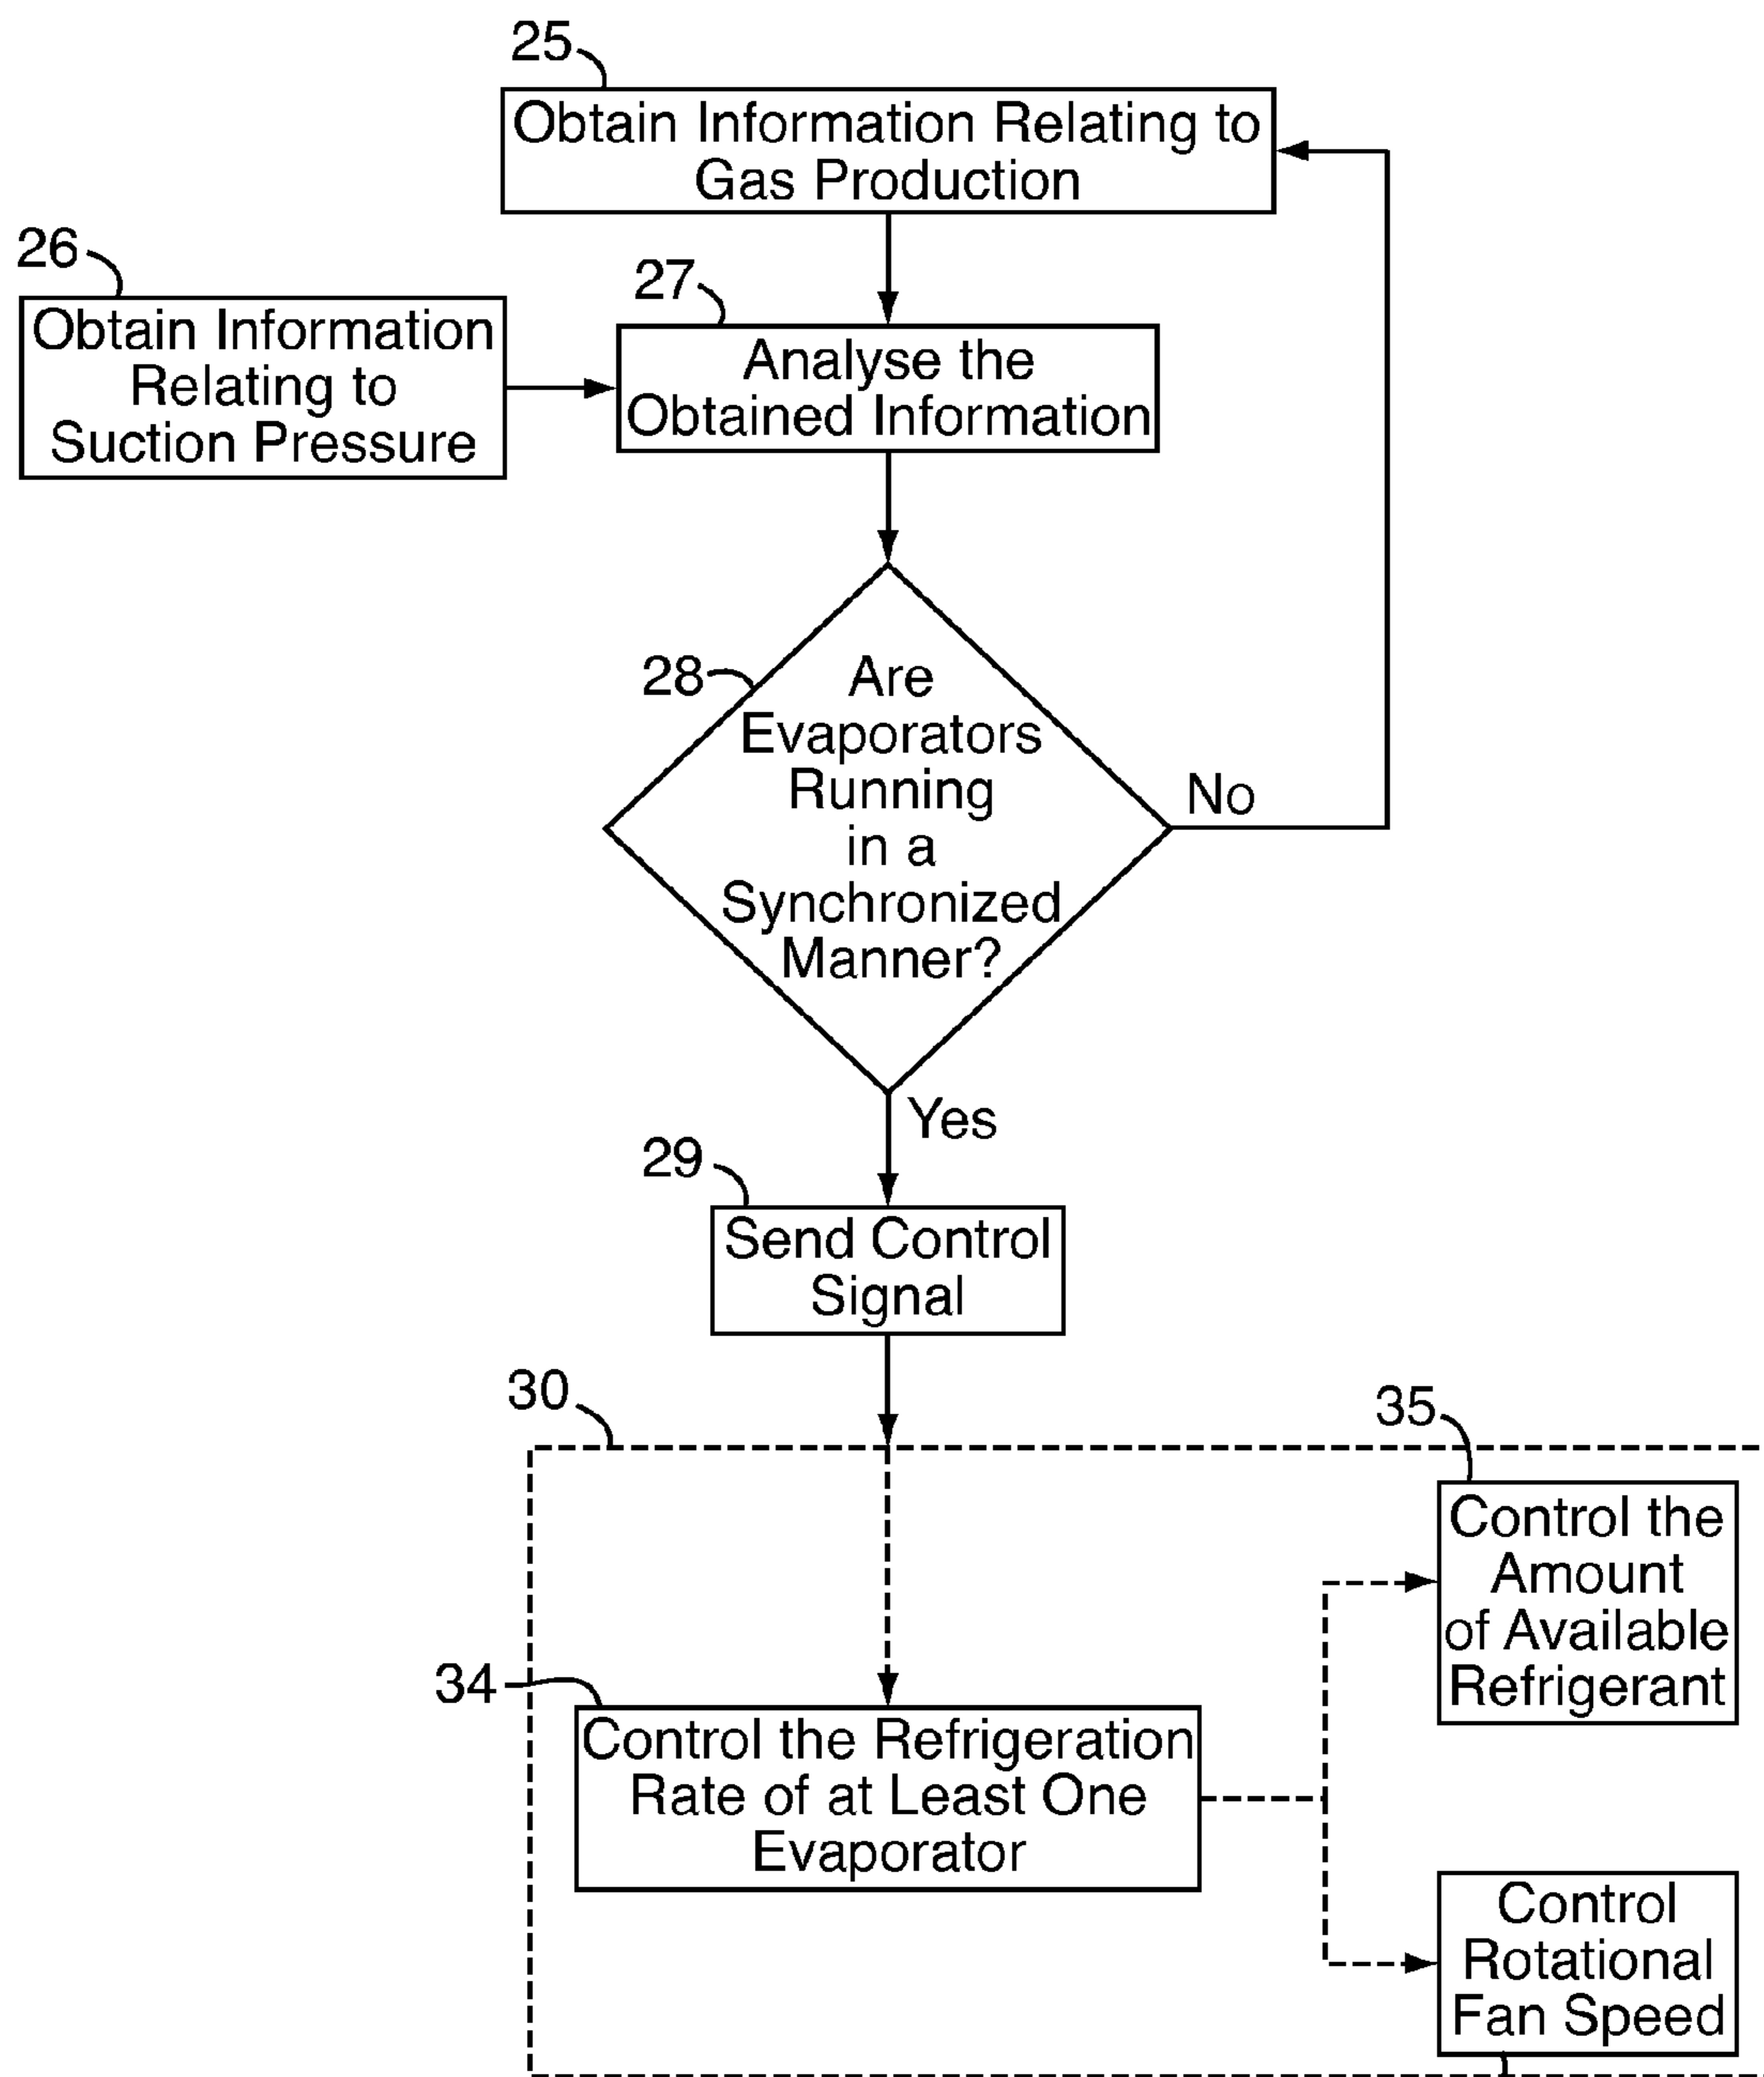 25
Obtain Information Relating to
Gas Production
26
Obtain Information
Relating to
Suction Pressure
27
Analyse the
Obtained Information
28
Are
Evaporators
Running
in a
Synchronized
Manner?
No
Yes
29
Send Control
Signal
30
35
Control the
Amount
of Available
Refrigerant
34
Control the Refrigeration
Rate of at Least One
Evaporator
Control
Rotational
Fan Speed